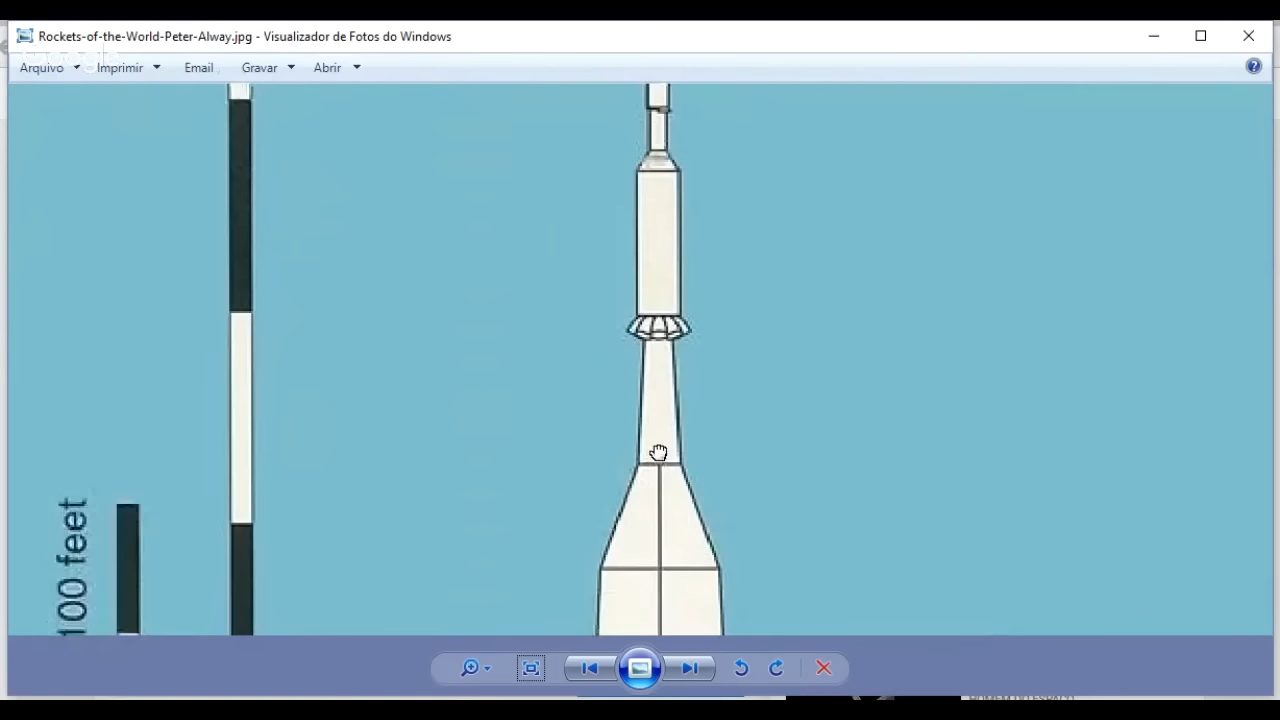 Rockets-of-the-World-Peter-Alway.jpg - Visualizador de Fotos do Windows
Arquivo Imprimir Email Gravar Abrir
100 feet